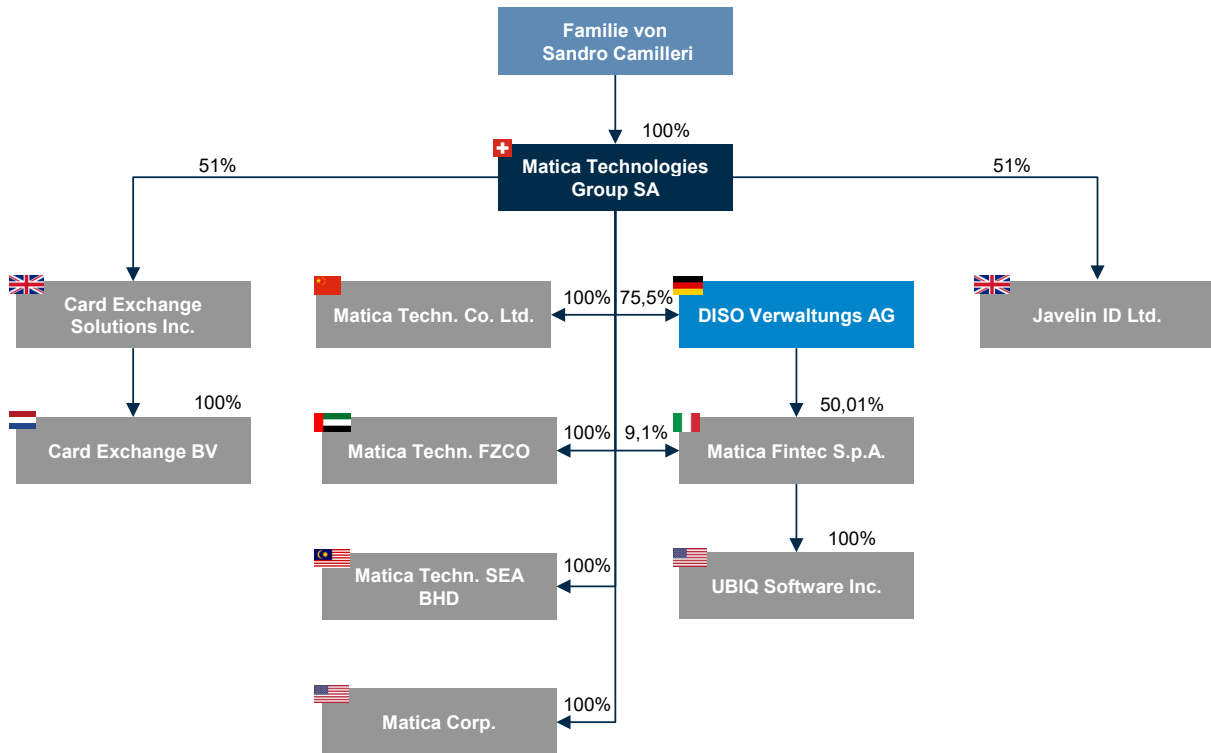 Familie von
Sandro Camilleri
100%
Matica Technologies
Group SA
51%
51%
Card Exchange
Solutions Inc.
Matica Techn. Co. Ltd.
100%
75,5%
DISO Verwaltungs AG
Javelin ID Ltd.
100%
Card Exchange BV
Matica Techn. FZCO
100%
9,1%
50,01%
Matica Fintec S.p.A.
Matica Techn. SEA
BHD
100%
100%
UBIQ Software Inc.
Matica Corp.
100%